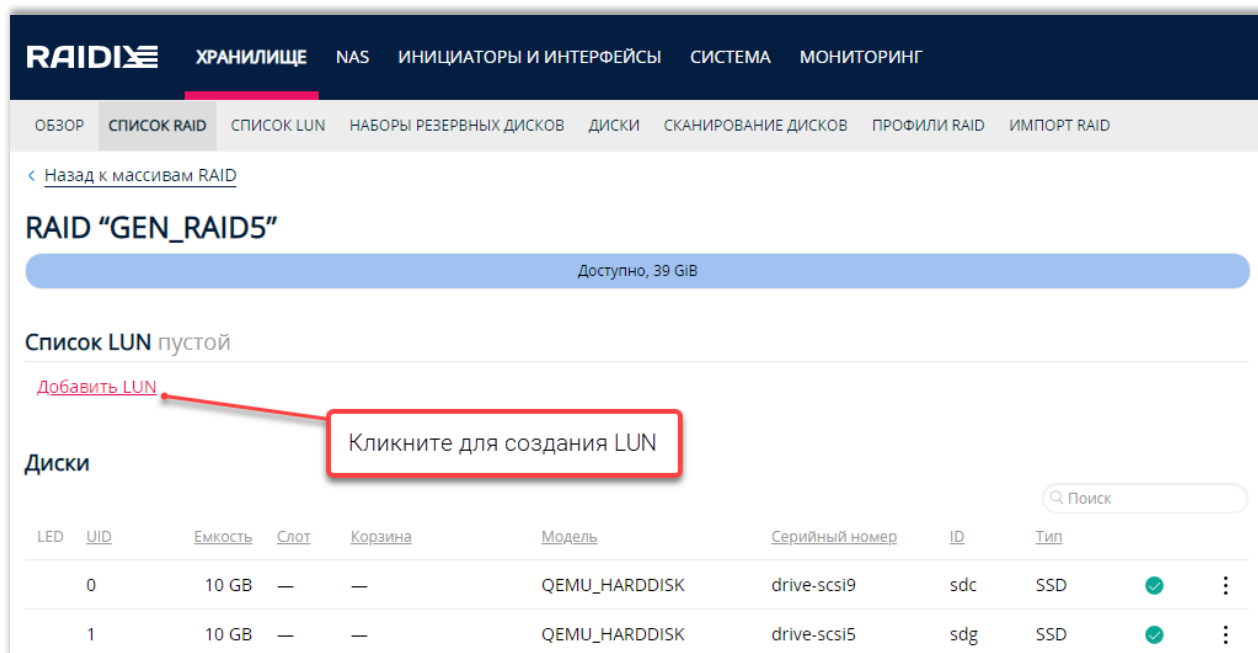 RAIDIX ХРАНИЛИЩЕ NAS ИНИЦИАТОРЫ И ИНТЕРФЕЙСЫ СИСТЕМА МОНИТОРИНГ
ОБЗОР СПИСОК RAID СПИСОК LUN НАБОРЫ РЕЗЕРВНЫХ ДИСКОВ ДИСКИ СКАНИРОВАНИЕ ДИСКОВ ПРОФИЛИ RAID ИМПОРТ RAID
< Назад к массивам RAID
RAID “GEN_RAID5”
Доступно, 39 GiB
Список LUN пустой
Добавить LUN
Кликните для создания LUN
Диски
Поиск
LED UID Емкость Слот Корзина Модель Серийный номер ID Тип
0 10 GB — — QEMU_HARDDISK drive-scsi9 sdc SSD
1 10 GB — — QEMU_HARDDISK drive-scsi5 sdg SSD